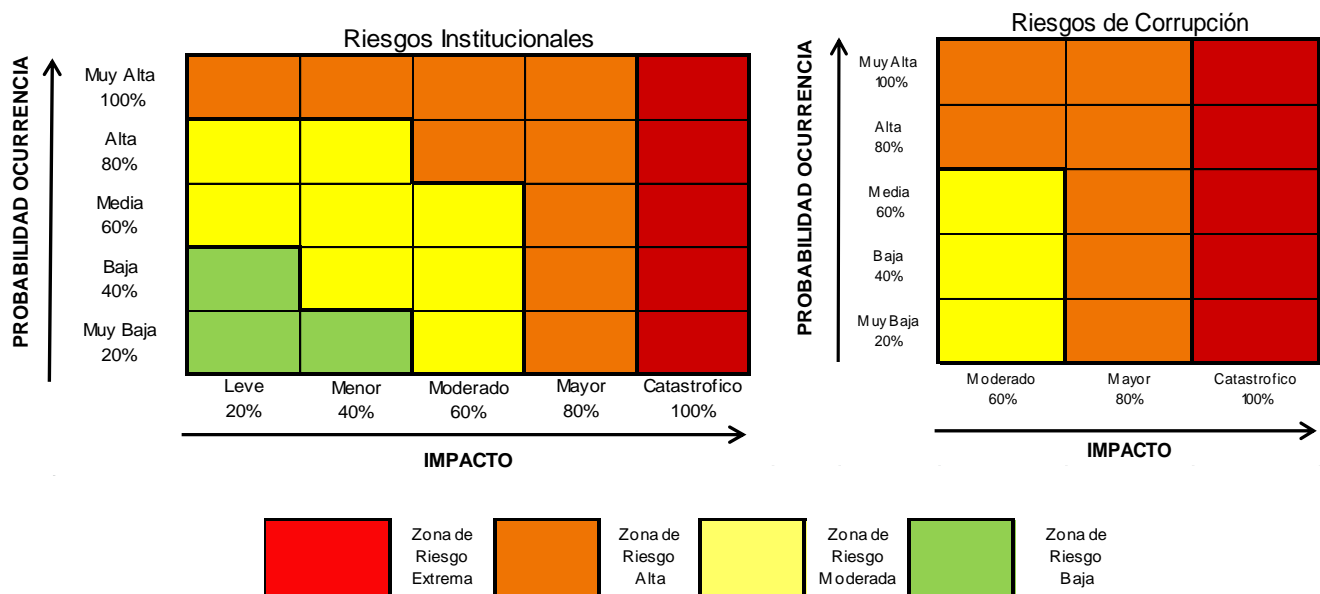 Riesgos Institucionales
PROBABILIDAD OCURRENCIA
Muy Alta
100%
Alta
80%
Media
60%
Baja
40%
Muy Baja
20%
Leve
20%
Menor
40%
Moderado
60%
Mayor
80%
Catastrofico
100%
IMPACTO
Riesgos de Corrupción
PROBABILIDAD OCURRENCIA
Muy Alta
100%
Alta
80%
Media
60%
Baja
40%
Muy Baja
20%
Moderado
60%
Mayor
80%
Catastrofico
100%
IMPACTO
Zona de
Riesgo
Extrema
Zona de
Riesgo
Alta
Zona de
Riesgo
Moderada
Zona de
Riesgo
Baja